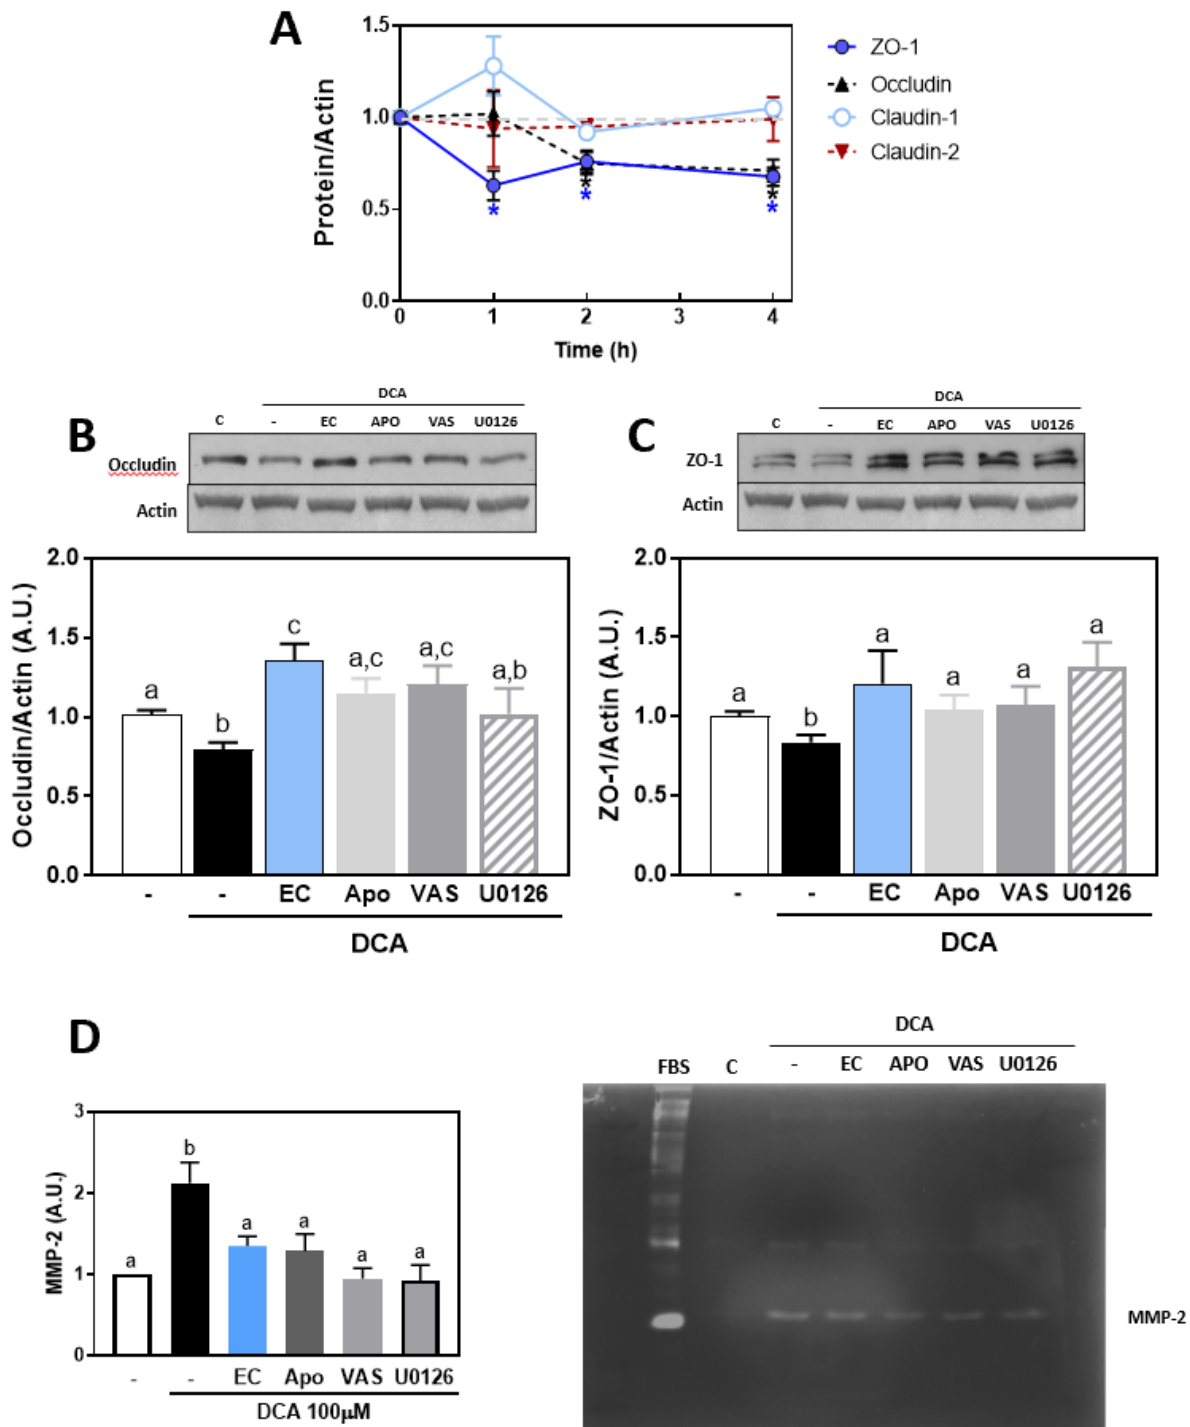 A
1.5
1.0
0.5
0.0
Protein/Actin
0 1 2 3 4
Time (h)
ZO-1
Occludin
Claudin-1
Claudin-2
*
*
*
*
*
B
DCA
C - EC APO VAS U0126
Occludin
Actin
2.0
1.5
1.0
0.5
0.0
Occludin/Actin (A.U.)
a b c a,c a,c a,b
- - EC Apo VAS U0126
DCA
C
DCA
C - EC APO VAS U0126
ZO-1
Actin
2.0
1.5
1.0
0.5
0.0
ZO-1/Actin (A.U.)
a b a a a a
- - EC Apo VAS U0126
DCA
D
3
2
1
0
MMP-2 (A.U.)
a b a a a a
- - EC Apo VAS U0126
DCA 100µM
DCA
FBS C - EC APO VAS U0126
MMP-2